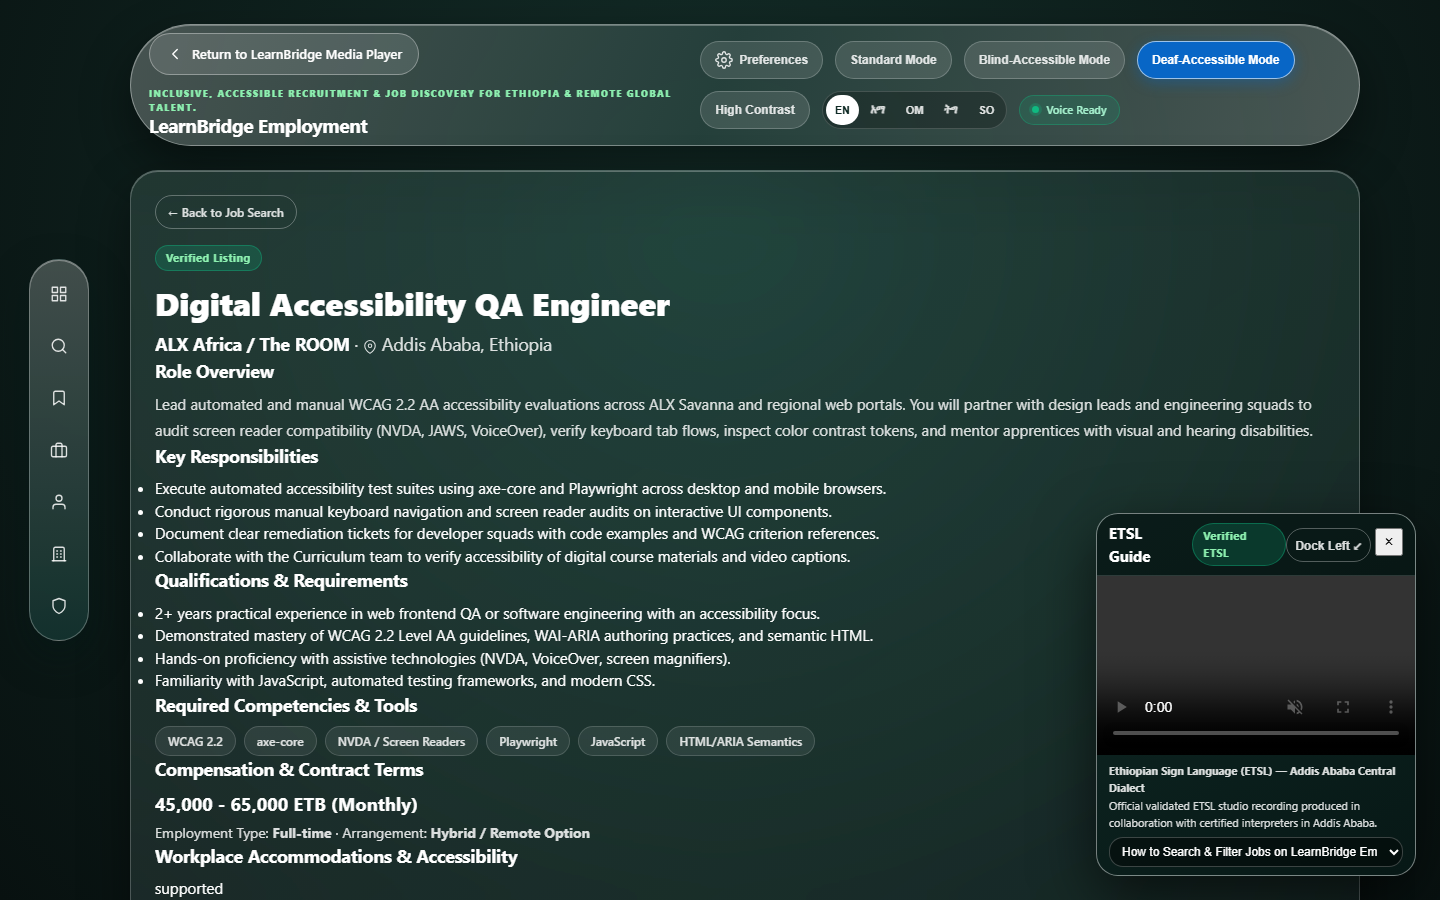 Return to LearnBridge Media Player
INCLUSIVE, ACCESSIBLE RECRUITMENT & JOB DISCOVERY FOR ETHIOPIA & REMOTE GLOBAL
TALENT.
LearnBridge Employment
Preferences
Standard Mode
Blind-Accessible Mode
Deaf-Accessible Mode
High Contrast
EN
OM
SO
Voice Ready
← Back to Job Search
Verified Listing
Digital Accessibility QA Engineer
ALX Africa / The ROOM · Addis Ababa, Ethiopia
Role Overview
Lead automated and manual WCAG 2.2 AA accessibility evaluations across ALX Savanna and regional web portals. You will partner with design leads and engineering squads to
audit screen reader compatibility (NVDA, JAWS, VoiceOver), verify keyboard tab flows, inspect color contrast tokens, and mentor apprentices with visual and hearing disabilities.
Key Responsibilities
• Execute automated accessibility test suites using axe-core and Playwright across desktop and mobile browsers.
• Conduct rigorous manual keyboard navigation and screen reader audits on interactive UI components.
• Document clear remediation tickets for developer squads with code examples and WCAG criterion references.
• Collaborate with the Curriculum team to verify accessibility of digital course materials and video captions.
Qualifications & Requirements
• 2+ years practical experience in web frontend QA or software engineering with an accessibility focus.
• Demonstrated mastery of WCAG 2.2 Level AA guidelines, WAI-ARIA authoring practices, and semantic HTML.
• Hands-on proficiency with assistive technologies (NVDA, VoiceOver, screen magnifiers).
• Familiarity with JavaScript, automated testing frameworks, and modern CSS.
Required Competencies & Tools
WCAG 2.2
axe-core
NVDA / Screen Readers
Playwright
JavaScript
HTML/ARIA Semantics
Compensation & Contract Terms
45,000 - 65,000 ETB (Monthly)
Employment Type: Full-time · Arrangement: Hybrid / Remote Option
Workplace Accommodations & Accessibility
supported
ETSL
Guide
Verified
ETSL
Dock Left ↙
×
0:00
Ethiopian Sign Language (ETSL) — Addis Ababa Central
Dialect
Official validated ETSL studio recording produced in
collaboration with certified interpreters in Addis Ababa.
How to Search & Filter Jobs on LearnBridge Em